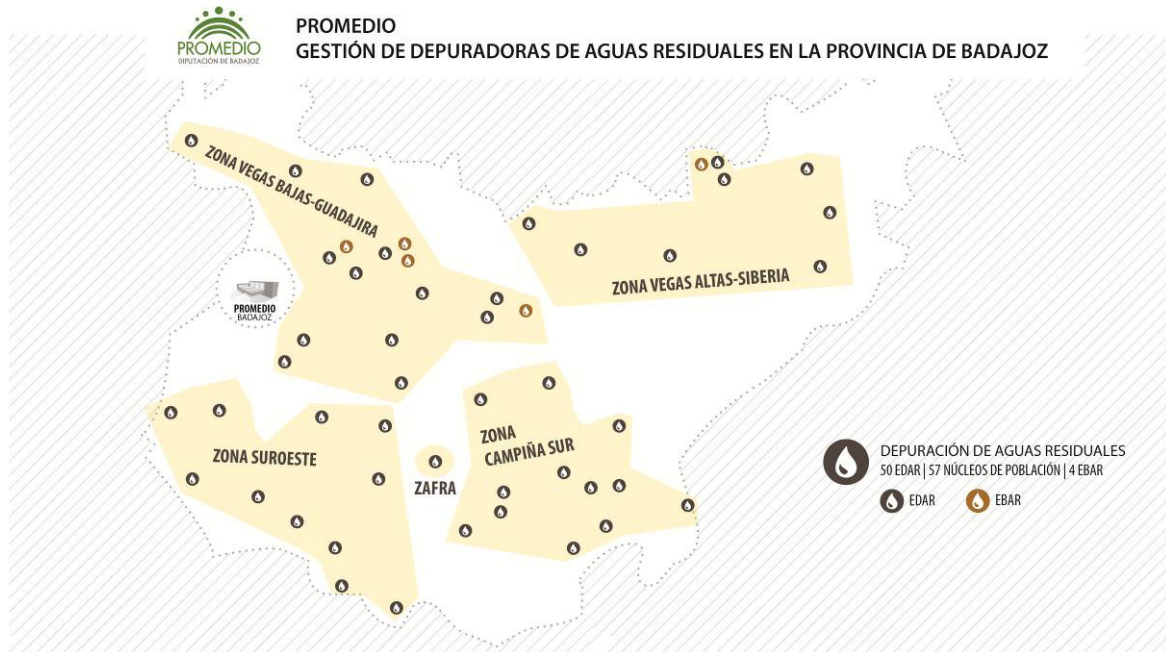 PROMEDIO
DIPUTACIÓN DE BADAJOZ
PROMEDIO
GESTIÓN DE DEPURADORAS DE AGUAS RESIDUALES EN LA PROVINCIA DE BADAJOZ
ZONA VEGAS BAJAS-GUADAJIRA
ZONA VEGAS ALTAS-SIBERIA
PROMEDIO
BADAJOZ
ZONA SUROESTE
ZAFRA
ZONA
CAMPIÑA SUR
DEPURACIÓN DE AGUAS RESIDUALES
50 EDAR | 57 NÚCLEOS DE POBLACIÓN | 4 EBAR
EDAR
EBAR